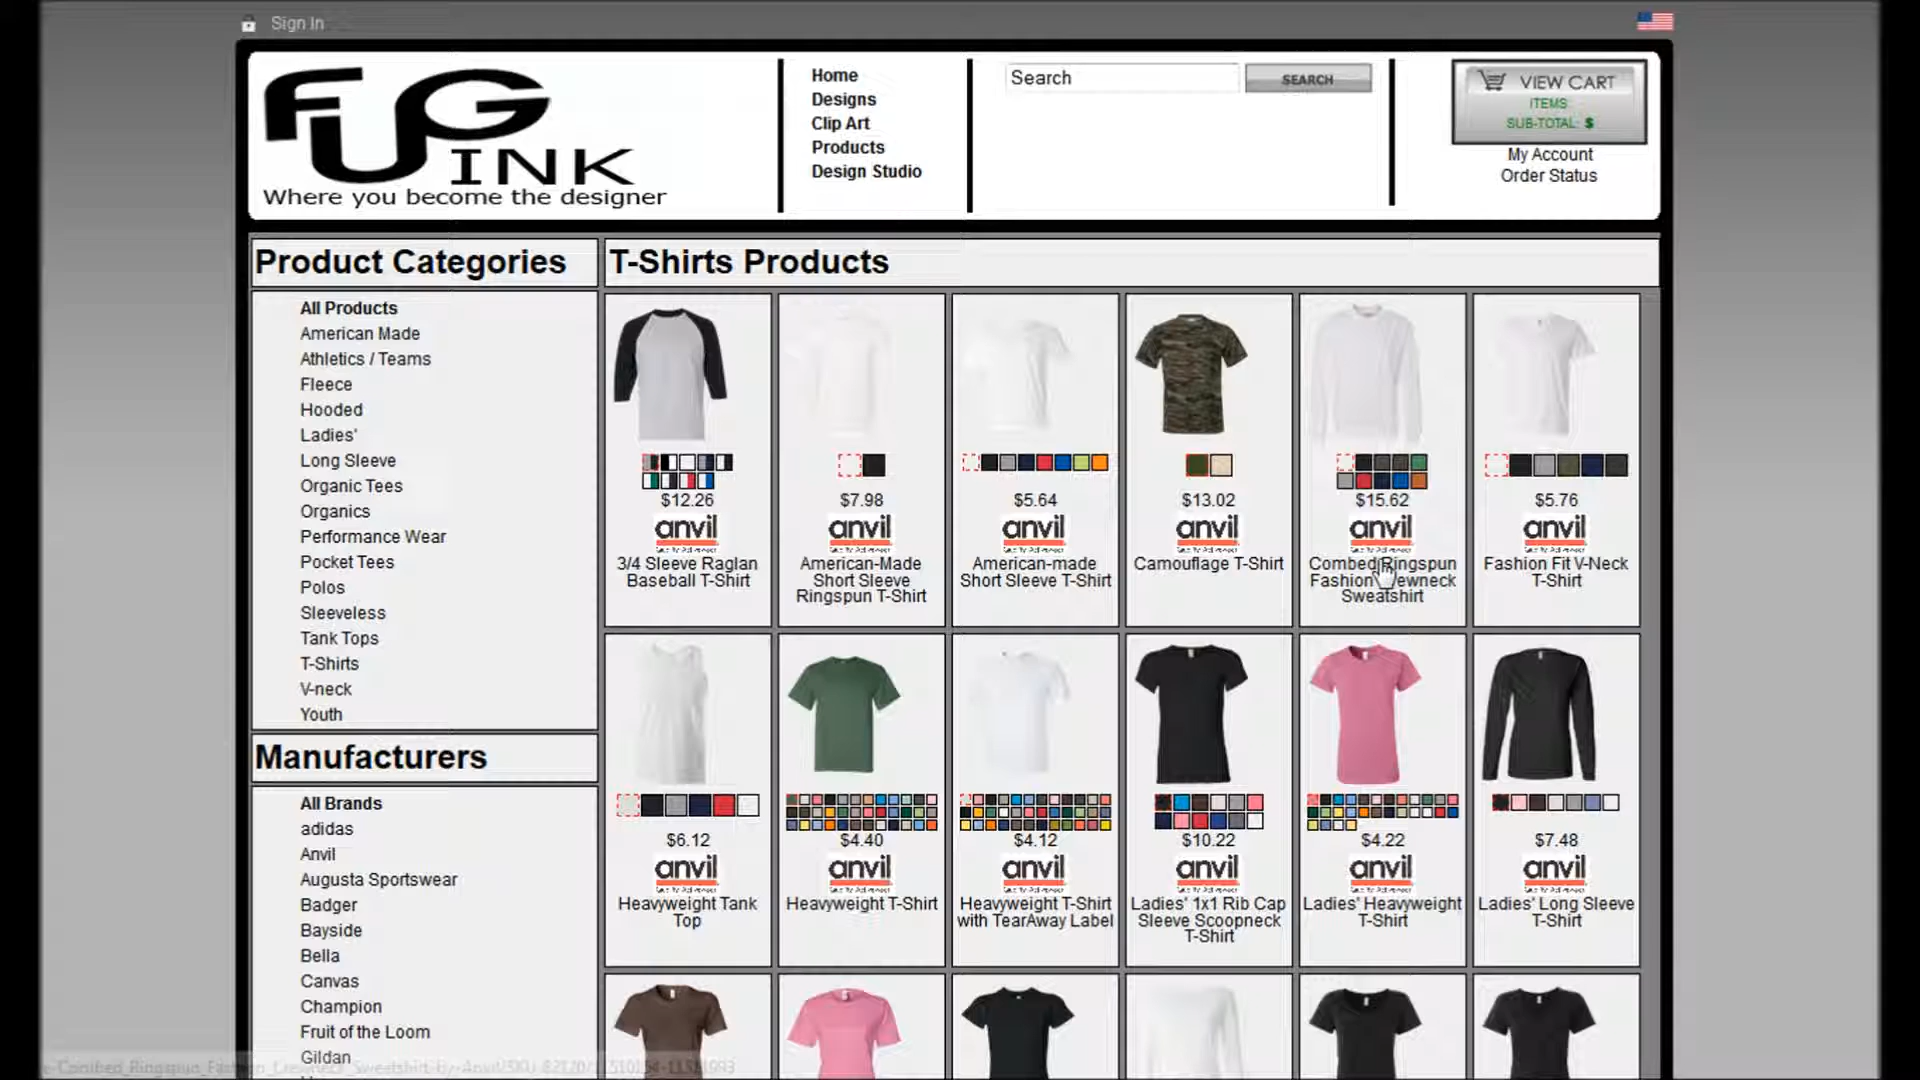 Sign In
FUG
INK
Where you become the designer
Home
Designs
Clip Art
Products
Design Studio
Search
SEARCH
VIEW CART
ITEMS:
SUB-TOTAL: $
My Account
Order Status
Product Categories
All Products
American Made
Athletics / Teams
Fleece
Hooded
Ladies'
Long Sleeve
Organic Tees
Organics
Performance Wear
Pocket Tees
Polos
Sleeveless
Tank Tops
T-Shirts
V-neck
Youth
Manufacturers
All Brands
adidas
Anvil
Augusta Sportswear
Badger
Bayside
Bella
Canvas
Champion
Fruit of the Loom
Gildan
T-Shirts Products
$12.26
anvil
3/4 Sleeve Raglan
Baseball T-Shirt
$7.98
anvil
American-Made
Short Sleeve
Ringspun T-Shirt
$5.64
anvil
American-made
Short Sleeve T-Shirt
$13.02
anvil
Camouflage T-Shirt
$15.62
anvil
Combed Ringspun
Fashion Crewneck
Sweatshirt
$5.76
anvil
Fashion Fit V-Neck
T-Shirt
$6.12
anvil
Heavyweight Tank
Top
$4.40
anvil
Heavyweight T-Shirt
$4.12
anvil
Heavyweight T-Shirt
with TearAway Label
$10.22
anvil
Ladies' 1x1 Rib Cap
Sleeve Scoopneck
T-Shirt
$4.22
anvil
Ladies' Heavyweight
T-Shirt
$7.48
anvil
Ladies' Long Sleeve
T-Shirt